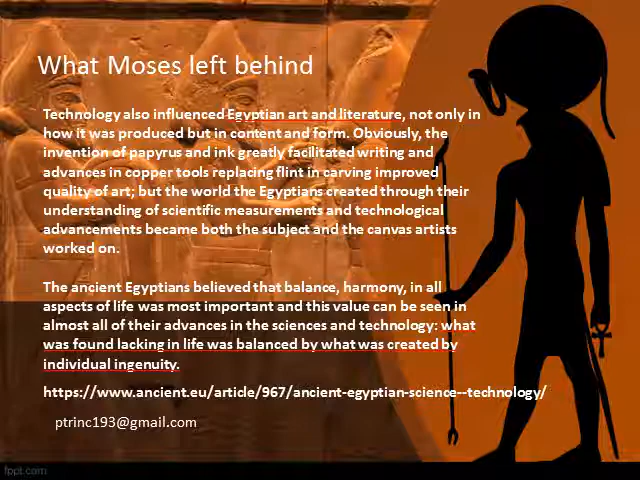 What Moses left behind
Technology also influenced Egyptian art and literature, not only in
how it was produced but in content and form. Obviously, the
invention of papyrus and ink greatly facilitated writing and
advances in copper tools replacing flint in carving improved
quality of art; but the world the Egyptians created through their
understanding of scientific measurements and technological
advancements became both the subject and the canvas artists
worked on.
The ancient Egyptians believed that balance, harmony, in all
aspects of life was most important and this value can be seen in
almost all of their advances in the sciences and technology: what
was found lacking in life was balanced by what was created by
individual ingenuity.
https://www.ancient.eu/article/967/ancient-egyptian-science--technology/
ptrinc193@gmail.com
fppt.com